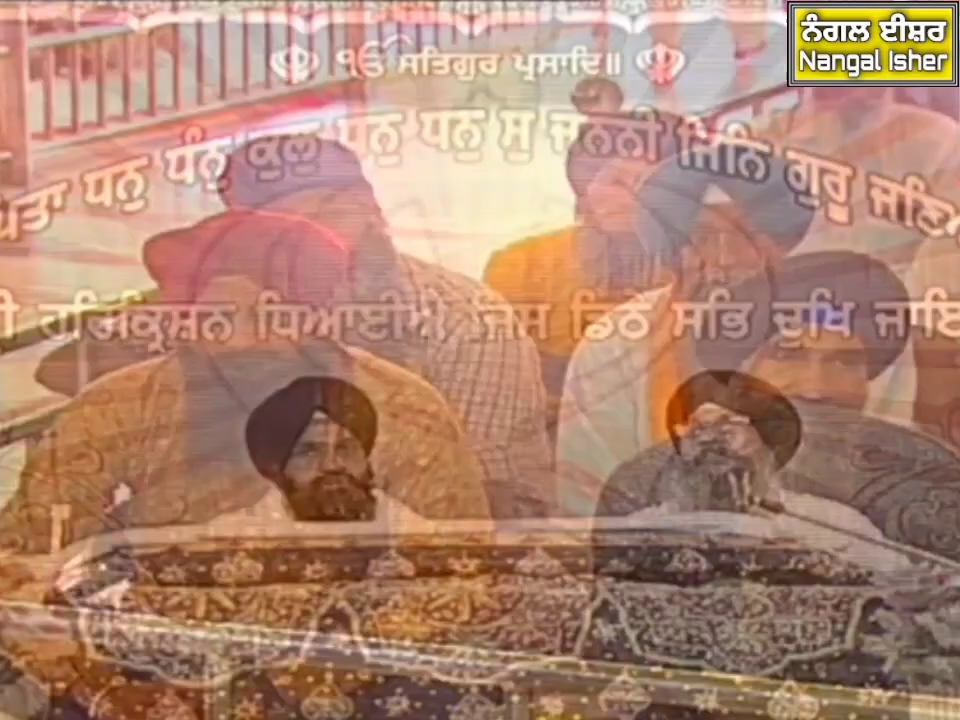 ਨੰਗਲ ਈਸ਼ਰ
Nangal Isher
ੴ ਸਤਿਗੁਰ ਪ੍ਰਸਾਦਿ॥
ਪਿਤਾ ਧਨੁ ਧੰਨੁ ਕੁਲੁ ਧਨੁ ਧਨੁ ਸੁ ਜਨਨੀ ਜਿਨਿ ਗੁਰੂ
ਧਿਆਈਐ ਜਿਸ ਡਿਠੇ ਸਭਿ ਦੁਖਿ